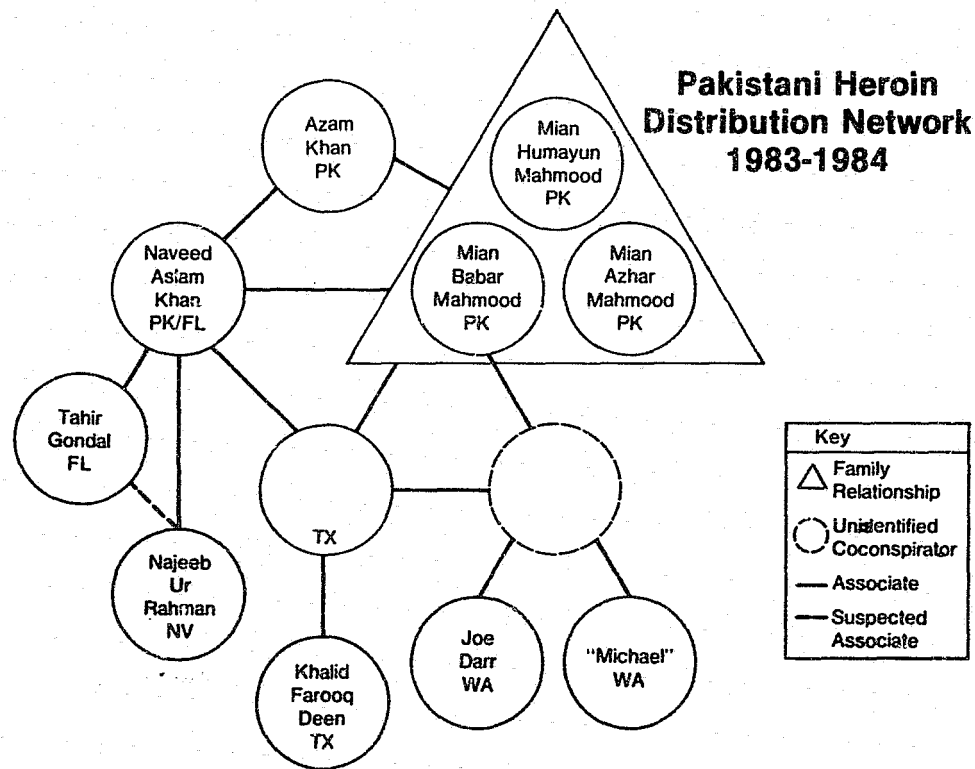 Pakistani Heroin
Distribution Network
1983-1984
Azam
Khan
PK
Mian
Humayun
Mahmood
PK
Naveed
Aslam
Khan
PK/FL
Mian
Babar
Mahmood
PK
Mian
Azhar
Mahmood
PK
Tahir
Gondal
FL
TX
Najeeb
Ur
Rahman
NV
Khalid
Farooq
Deen
TX
Joe
Darr
WA
"Michael"
WA
Key
Family
Relationship
Unidentified
Coconspirator
Associate
Suspected
Associate